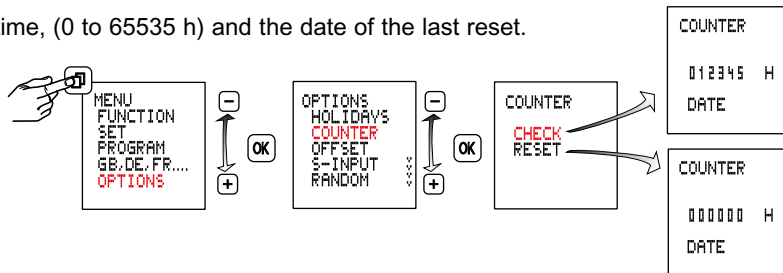 time, (0 to 65535 h) and the date of the last reset.
MENU
FUNCTION
SET
PROGRAM
GB,DE,FR....
OPTIONS
−
OK
+
OPTIONS
HOLIDAYS
COUNTER
OFFSET
S-INPUT
RANDOM
−
OK
+
COUNTER
CHECK
RESET
COUNTER
012345 H
DATE
COUNTER
000000 H
DATE